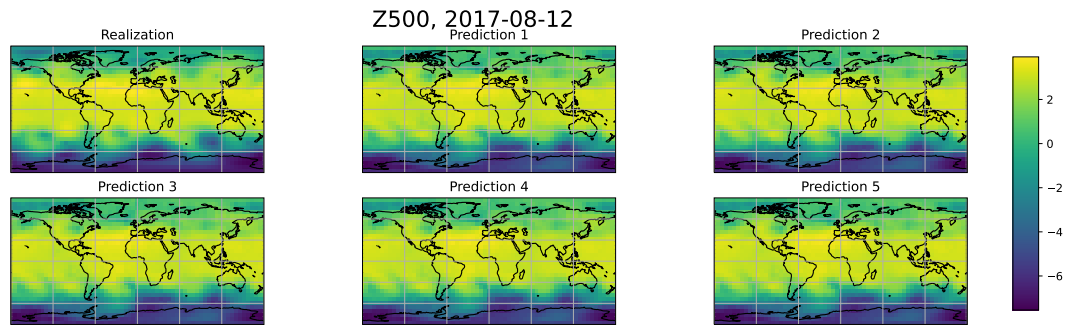 Z500, 2017-08-12
Realization
Prediction 1
Prediction 2
Prediction 3
Prediction 4
Prediction 5
2
0
−2
−4
−6